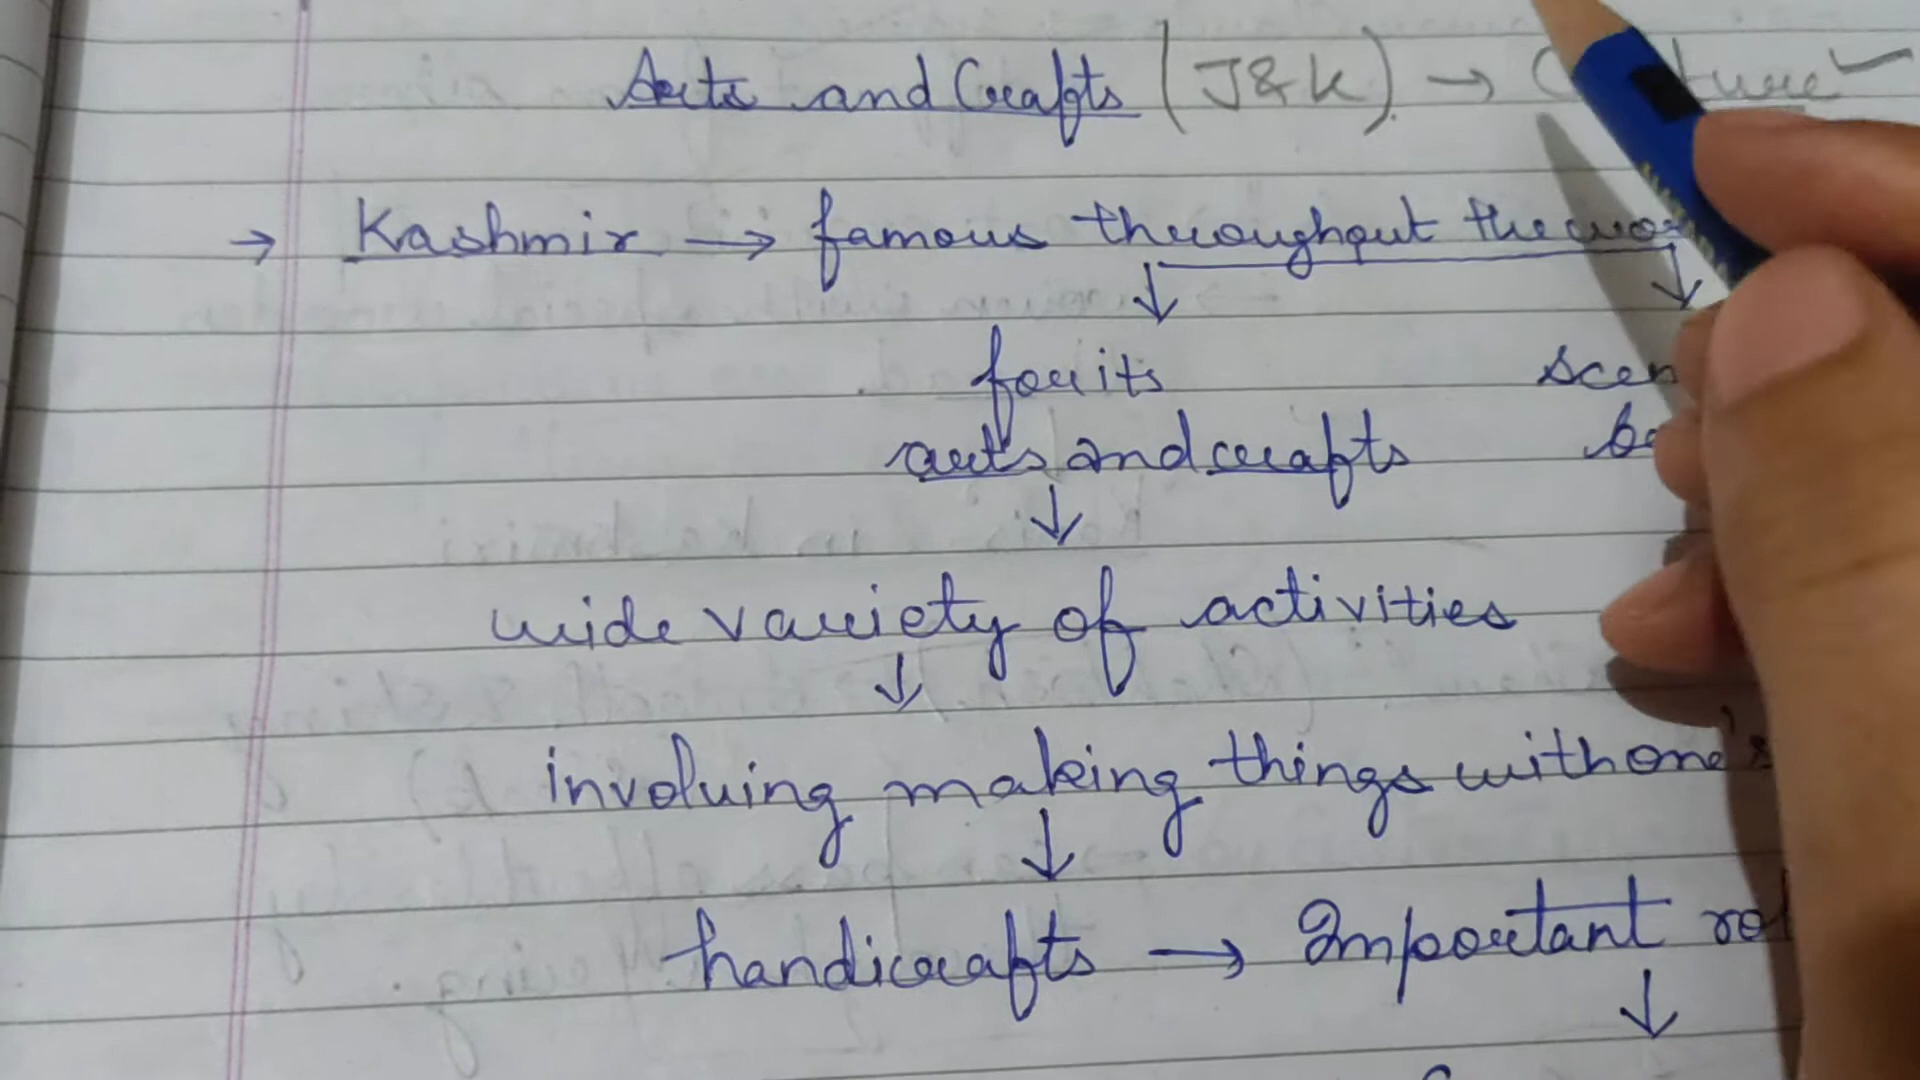 Arts and Crafts (J&K) →
→ Kashmir → famous throughout the
↓ ↓
for its
arts and crafts
↓
wide variety of activities
↓
involving making things with one's
↓
handicrafts → Important
↓